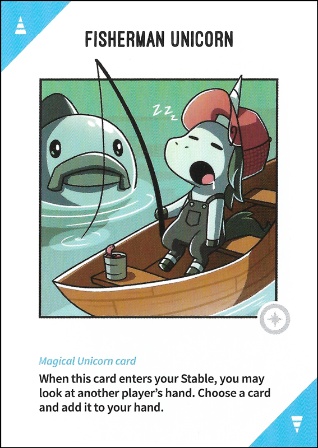 FISHERMAN UNICORN
z z z
Magical Unicorn card
When this card enters your Stable, you may
look at another player's hand. Choose a card
and add it to your hand.